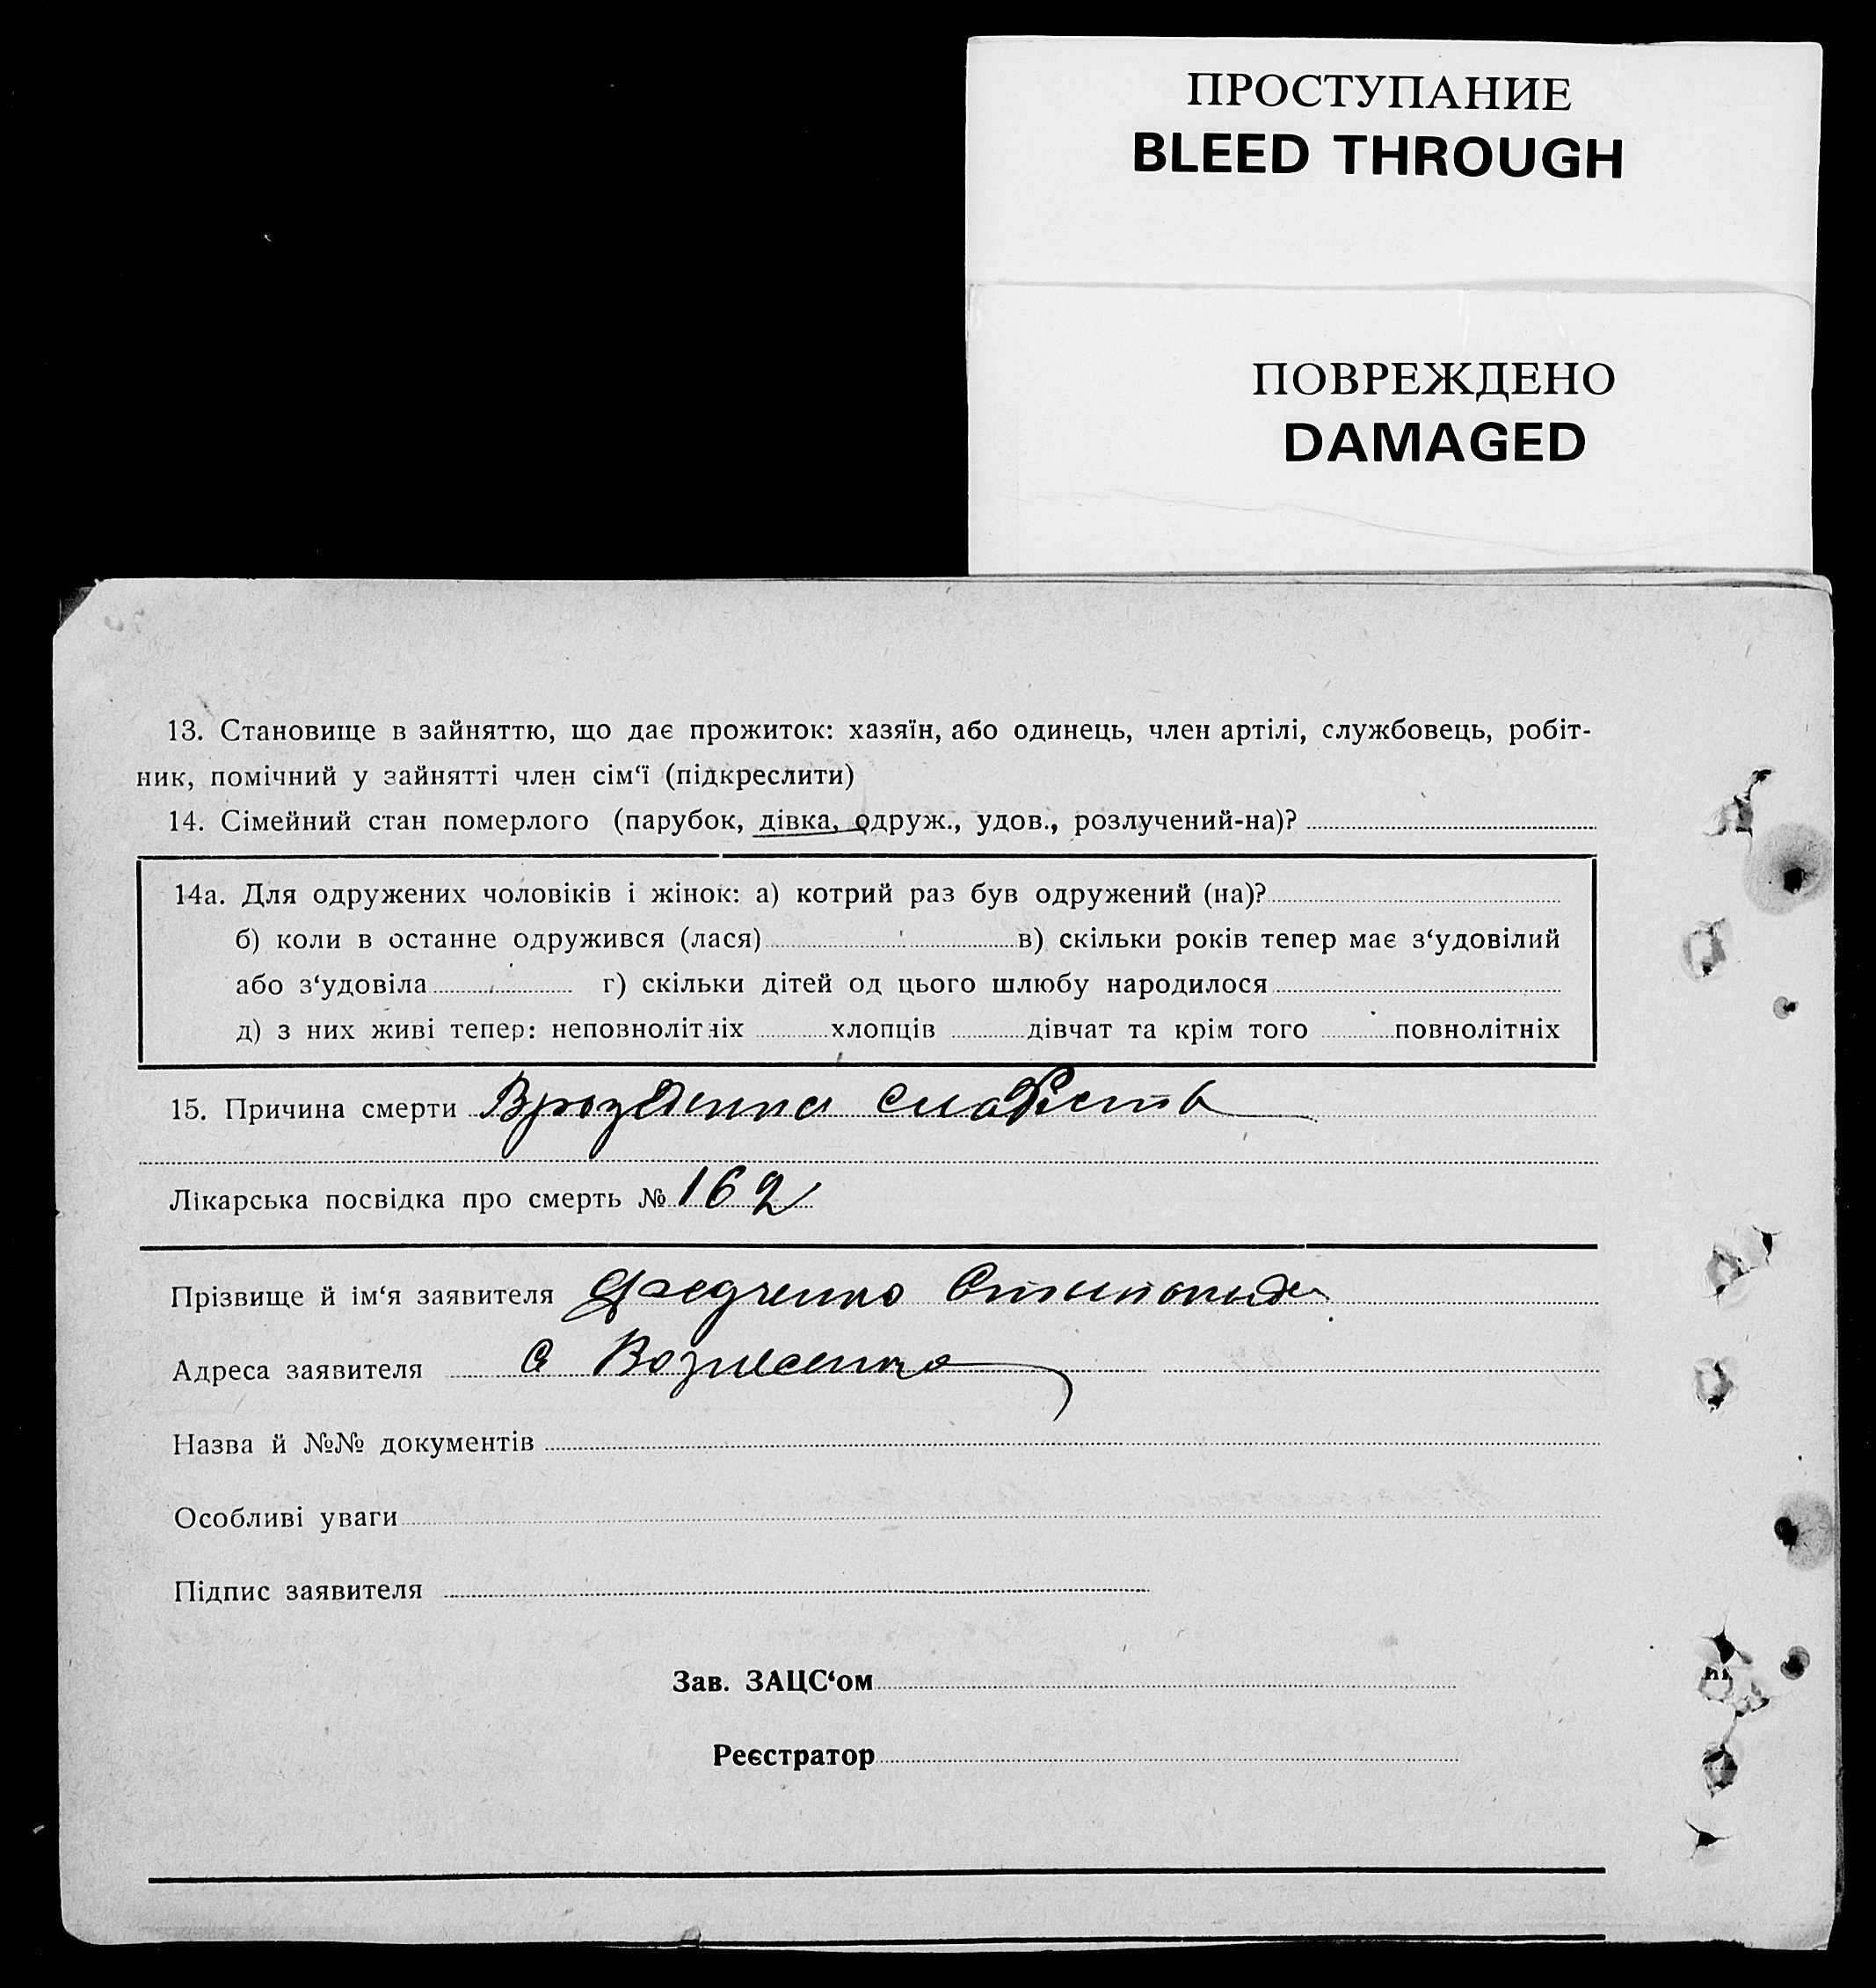 ПРОСТУПАНИЕ
BLEED THROUGH
ПОВРЕЖДЕНО
DAMAGED
13. Становище в зайняттю, що дає прожиток: хазяїн, або одинець, член артілі, службовець, робіт-
ник, помічний у зайнятті член сім‘ї (підкреслити)
14. Сімейний стан померлого (парубок, дівка, одруж., удов., розлучений-на)?
14а. Для одружених чоловіків і жінок: а) котрий раз був одружений (на)?
б) коли в останне одружився (лася) в) скільки років тепер має з‘удовілий
або з‘удовіла г) скільки дітей од цього шлюбу народилося
д) з них живі тепер: неповнолітніх хлопців дівчат та крім того повнолітніх
15. Причина смерти Врозденна слабість
Лікарська посвідка про смерть № 162
Прізвище й ім‘я заявителя Федченко
Адреса заявителя С Вознесенка
Назва й №№ документів
Особливі уваги
Підпис заявителя
Зав. ЗАЦС‘ом
Реєстратор